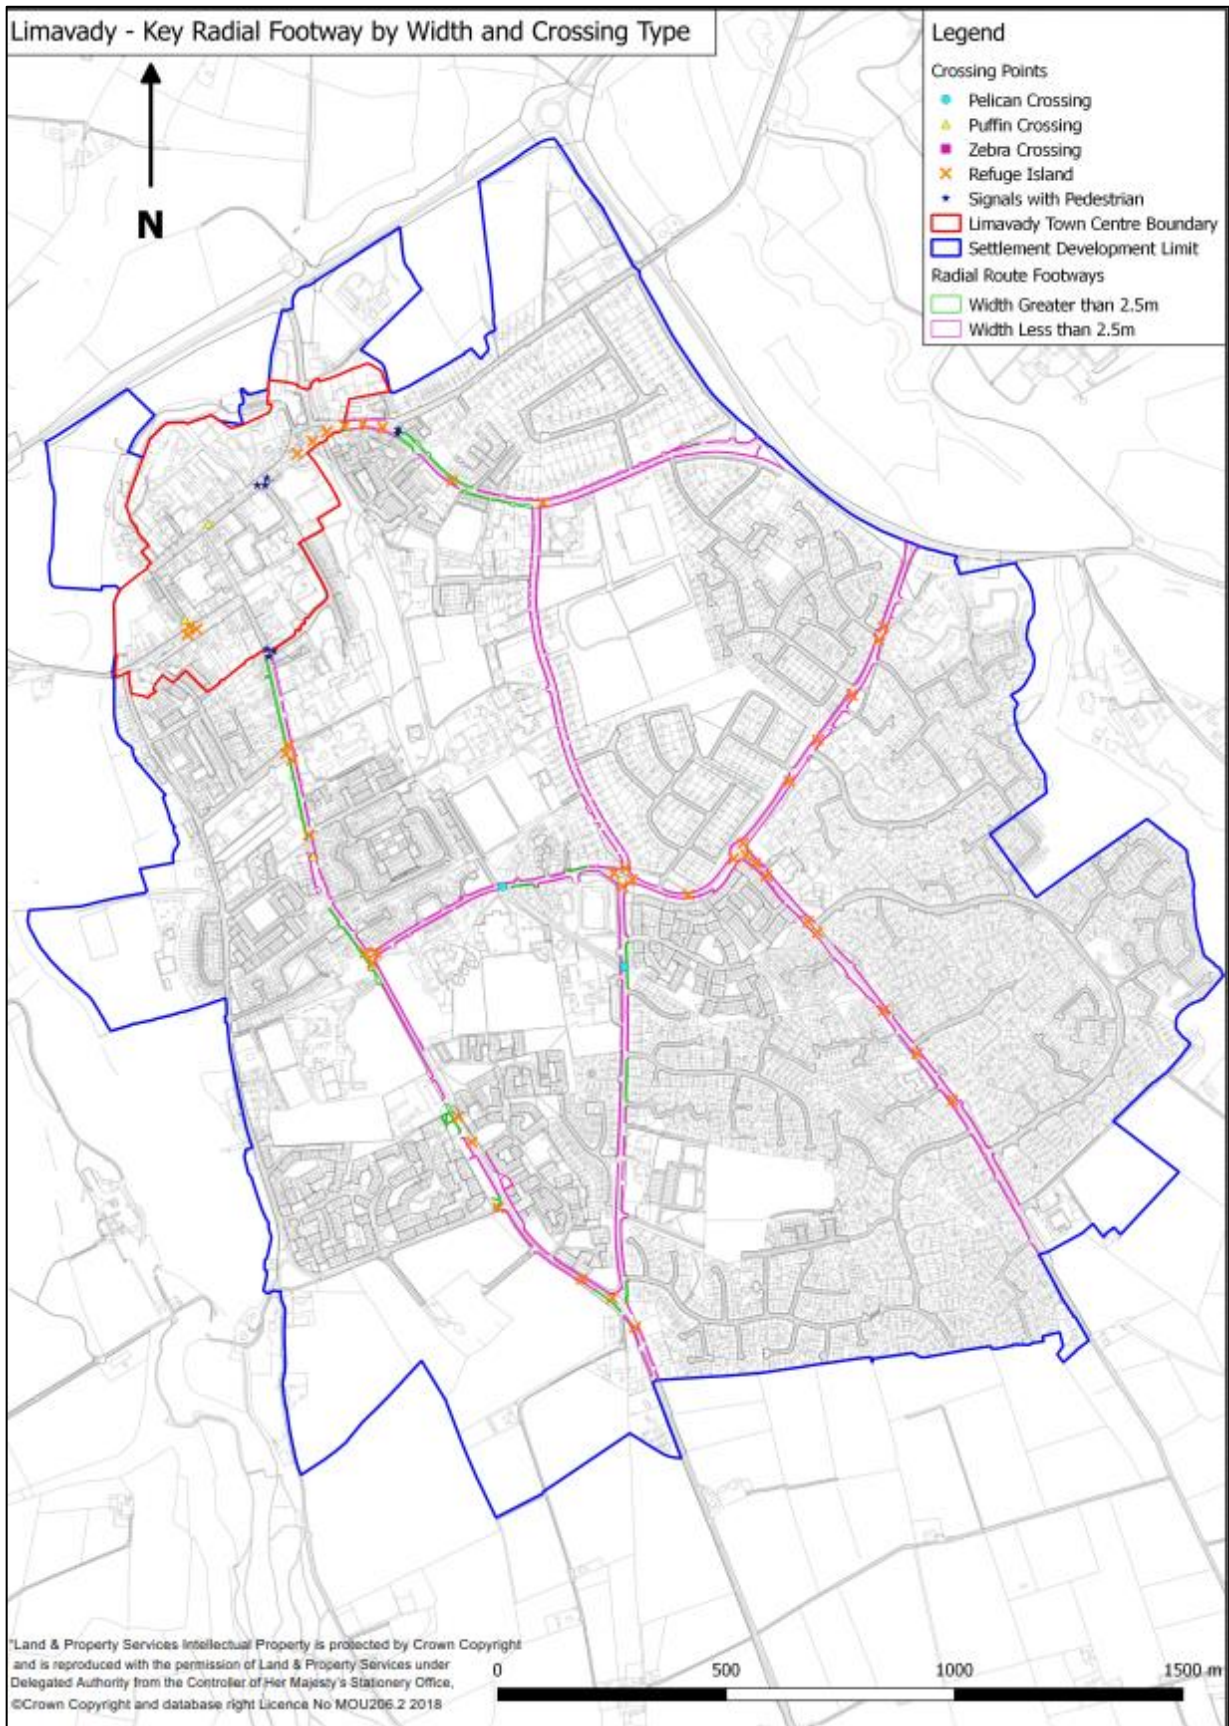 Limavady - Key Radial Footway by Width and Crossing Type
N
Legend
Crossing Points
Pelican Crossing
Puffin Crossing
Zebra Crossing
Refuge Island
Signals with Pedestrian
Limavady Town Centre Boundary
Settlement Development Limit
Radial Route Footways
Width Greater than 2.5m
Width Less than 2.5m
"Land & Property Services Intellectual Property is protected by Crown Copyright
and is reproduced with the permission of Land & Property Services under
Delegated Authority from the Controller of Her Majesty's Stationery Office,
©Crown Copyright and database right Licence No MOU206.2 2018
0 500 1000 1500 m